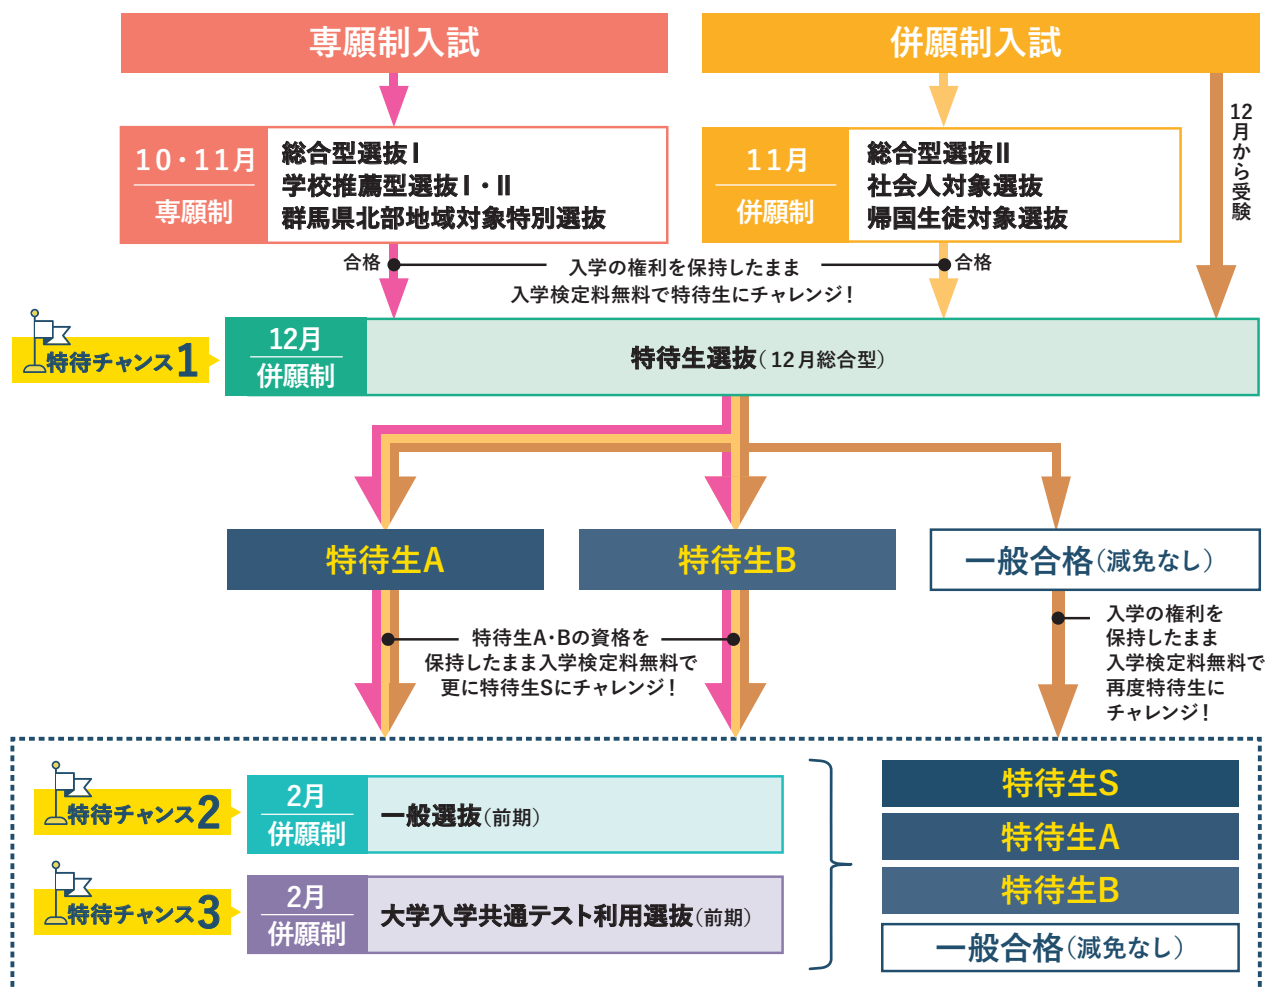 専願制入試
併願制入試
12月から受験
10・11月
専願制
総合型選抜Ⅰ
学校推薦型選抜Ⅰ・Ⅱ
群馬県北部地域対象特別選抜
11月
併願制
総合型選抜Ⅱ
社会人対象選抜
帰国生徒対象選抜
合格
入学の権利を保持したまま
入学検定料無料で特待生にチャレンジ！
合格
特待チャンス1
12月
併願制
特待生選抜（12月総合型）
特待生A
特待生B
一般合格（減免なし）
特待生A・Bの資格を
保持したまま入学検定料無料で
更に特待生Sにチャレンジ！
入学の権利を
保持したまま
入学検定料無料で
再度特待生に
チャレンジ！
特待チャンス2
2月
併願制
一般選抜（前期）
特待チャンス3
2月
併願制
大学入学共通テスト利用選抜（前期）
特待生S
特待生A
特待生B
一般合格（減免なし）